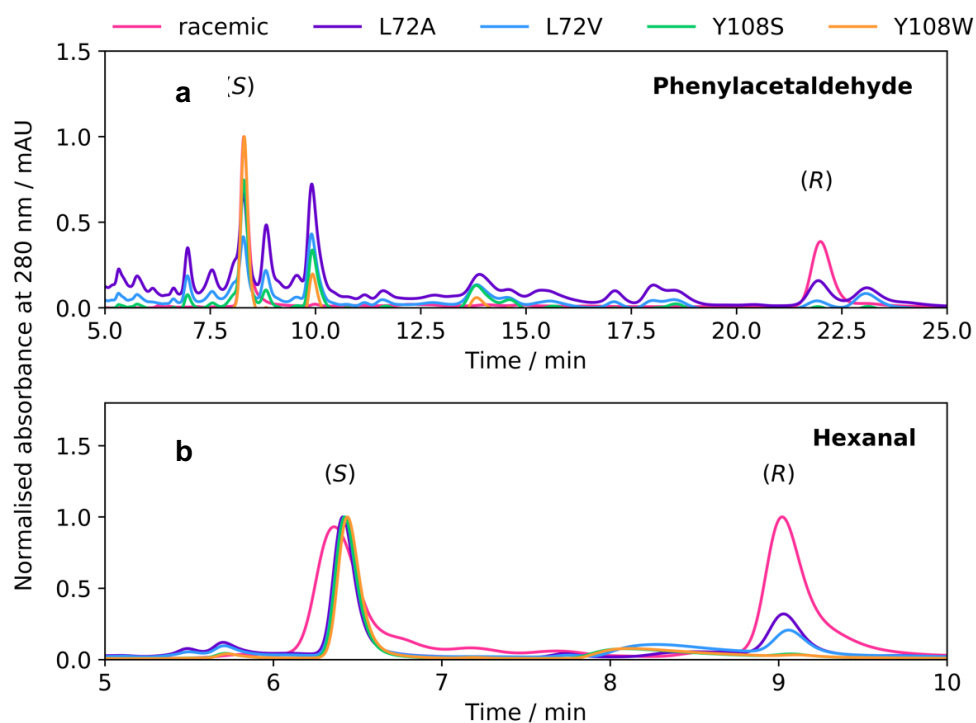 racemic L72A L72V Y108S Y108W
Normalised absorbance at 280 nm / mAU
a
(S)
Phenylacetaldehyde
(R)
1.5
1.0
0.5
0.0
5.0 7.5 10.0 12.5 15.0 17.5 20.0 22.5 25.0
Time / min
b
(S)
Hexanal
(R)
1.5
1.0
0.5
0.0
5 6 7 8 9 10
Time / min